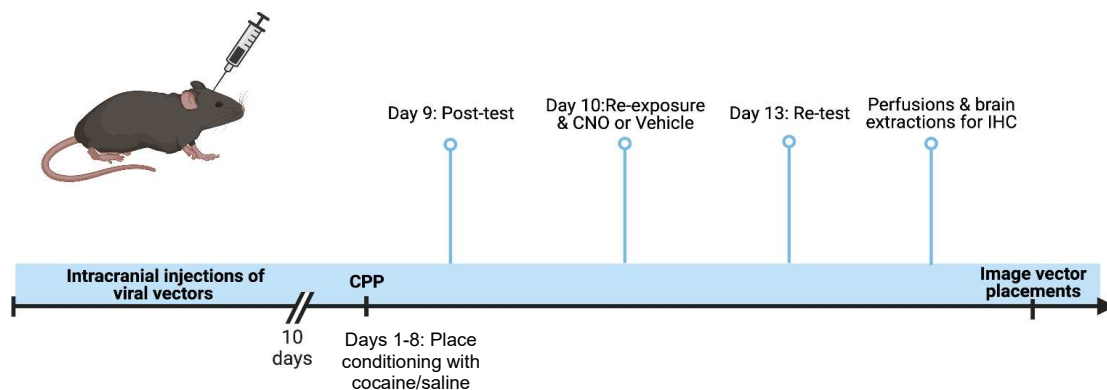 Day 9: Post-test
Day 10:Re-exposure
& CNO or Vehicle
Day 13: Re-test
Perfusions & brain
extractions for IHC
Intracranial injections of
viral vectors
CPP
Image vector
placements
10
days
Days 1-8: Place
conditioning with
cocaine/saline